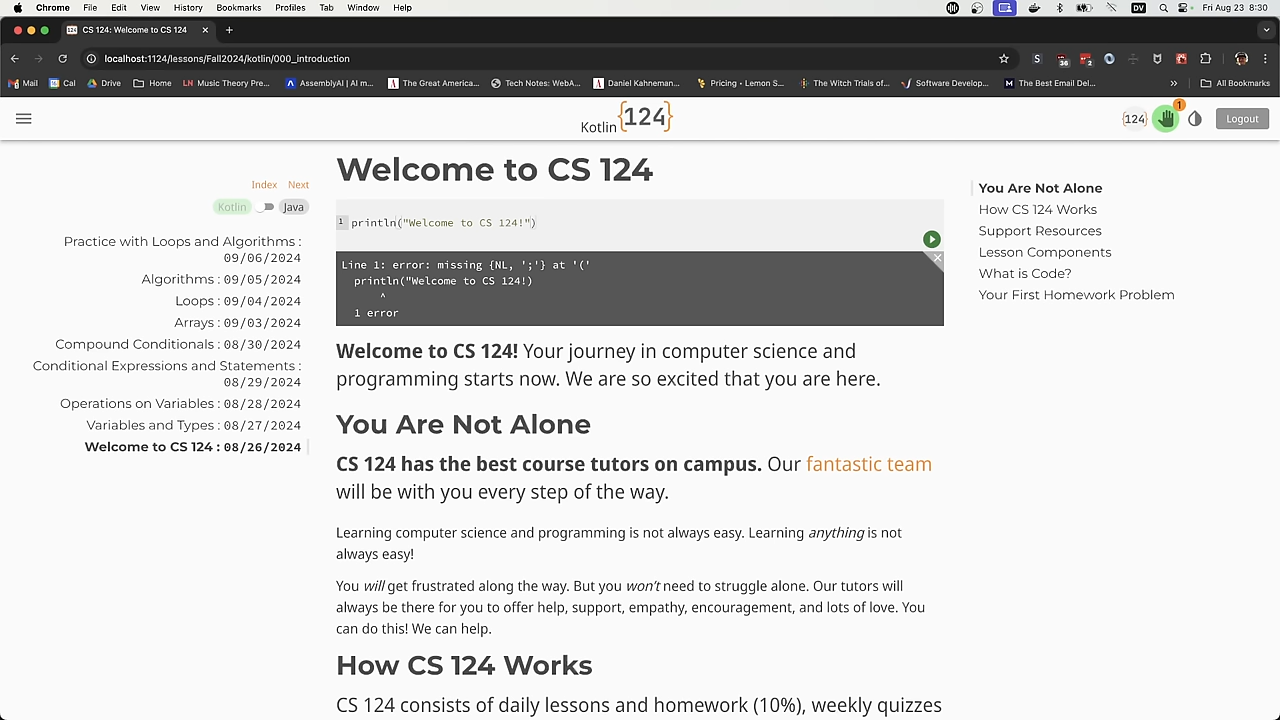 Chrome File Edit View History Bookmarks Profiles Tab Window Help
DV Fri Aug 23 8:30
CS 124: Welcome to CS 124
localhost:1124/lessons/Fall2024/kotlin/000_introduction
36 2
Mail Cal Drive Home LN Music Theory Pre... AssemblyAI | AI m... The Great America... Tech Notes: WebA... Daniel Kahneman... Pricing • Lemon S... The Witch Trials of... Software Develop... The Best Email Del... » All Bookmarks
Kotlin {124}
{124} 1 Logout
Index Next
Kotlin Java
Practice with Loops and Algorithms :
09/06/2024
Algorithms : 09/05/2024
Loops : 09/04/2024
Arrays : 09/03/2024
Compound Conditionals : 08/30/2024
Conditional Expressions and Statements :
08/29/2024
Operations on Variables : 08/28/2024
Variables and Types : 08/27/2024
Welcome to CS 124 : 08/26/2024
Welcome to CS 124
1 println("Welcome to CS 124!")
Line 1: error: missing {NL, ';'} at '('
println("Welcome to CS 124!)
^
1 error
Welcome to CS 124! Your journey in computer science and
programming starts now. We are so excited that you are here.
You Are Not Alone
CS 124 has the best course tutors on campus. Our fantastic team
will be with you every step of the way.
Learning computer science and programming is not always easy. Learning anything is not
always easy!
You will get frustrated along the way. But you won't need to struggle alone. Our tutors will
always be there for you to offer help, support, empathy, encouragement, and lots of love. You
can do this! We can help.
How CS 124 Works
CS 124 consists of daily lessons and homework (10%), weekly quizzes
You Are Not Alone
How CS 124 Works
Support Resources
Lesson Components
What is Code?
Your First Homework Problem